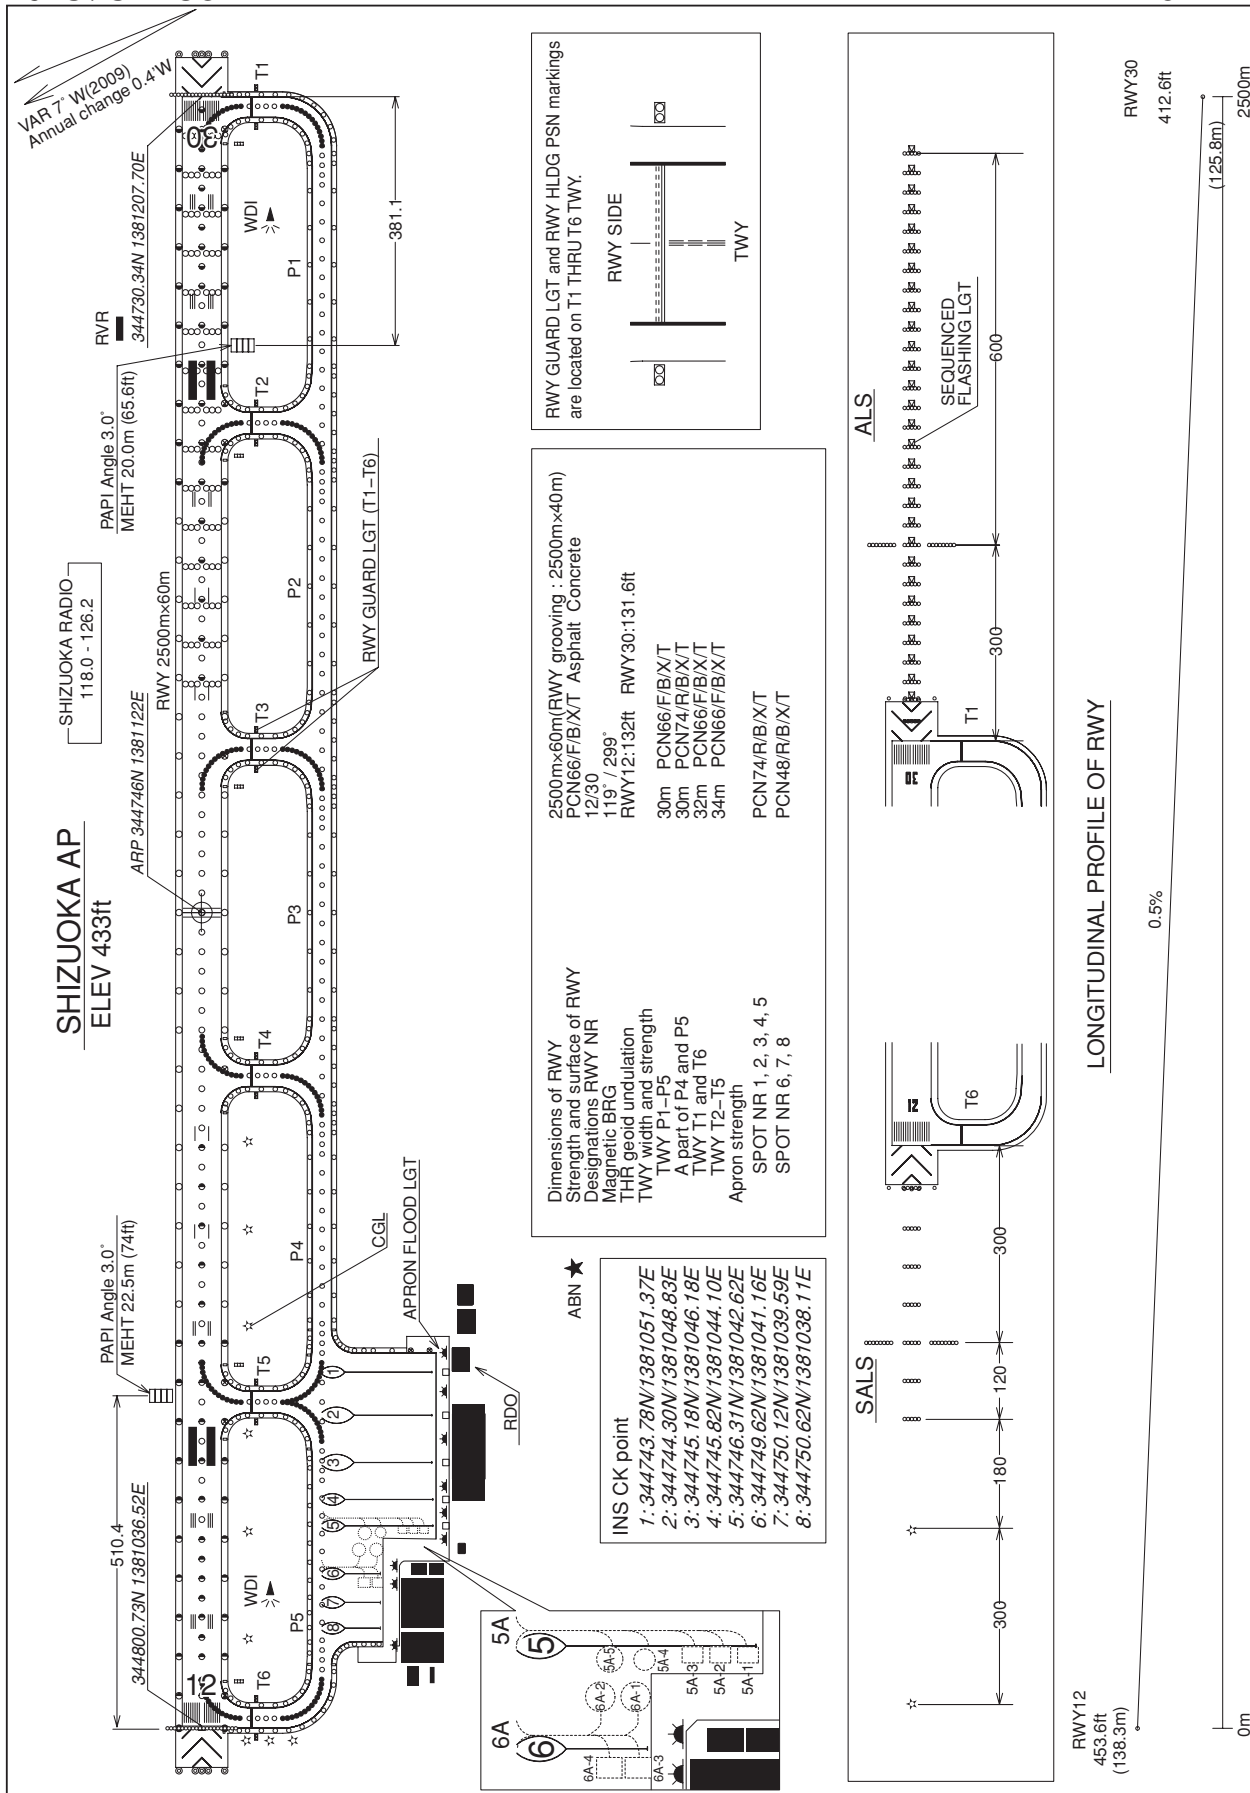 SHIZUOKA AP
ELEV 433ft
SHIZUOKA RADIO
118.0 - 126.2
VAR 7° W(2009)
Annual change 0.4'W
510.4
344800.73N 1381036.52E
PAPI Angle 3.0°
MEHT 22.5m (74ft)
ARP 344746N 1381122E
RWY 2500m×60m
PAPI Angle 3.0°
MEHT 20.0m (65.6ft)
RVR
344730.34N 1381207.70E
12
30
WDI
WDI
T6
T5
T4
T3
T2
T1
P5
P4
P3
P2
P1
381.1
CGL
APRON FLOOD LGT
RWY GUARD LGT (T1-T6)
8
7
6
5
4
3
2
1
RDO
ABN
6A
6
5A
5
6A-4
6A-3
6A-2
6A-1
5A-5
5A-4
5A-3
5A-2
5A-1
INS CK point
1:344743.78N/1381051.37E
2:344744.30N/1381048.83E
3:344745.18N/1381046.18E
4:344745.82N/1381044.10E
5:344746.31N/1381042.62E
6:344749.62N/1381041.16E
7:344750.12N/1381039.59E
8:344750.62N/1381038.11E
Dimensions of RWY 2500m×60m(RWY grooving : 2500m×40m)
Strength and surface of RWY PCN66/F/B/X/T Asphalt Concrete
Designations RWY NR 12/30
Magnetic BRG 119° / 299°
THR geoid undulation RWY12:132ft RWY30:131.6ft
TWY width and strength
TWY P1-P5 30m PCN66/F/B/X/T
A part of P4 and P5 30m PCN74/R/B/X/T
TWY T1 and T6 32m PCN66/F/B/X/T
TWY T2-T5 34m PCN66/F/B/X/T
Apron strength
SPOT NR 1, 2, 3, 4, 5 PCN74/R/B/X/T
SPOT NR 6, 7, 8 PCN48/R/B/X/T
RWY GUARD LGT and RWY HLDG PSN markings
are located on T1 THRU T6 TWY.
RWY SIDE
TWY
SALS
300
180
120
300
12
T6
ALS
30
T1
300
600
SEQUENCED
FLASHING LGT
LONGITUDINAL PROFILE OF RWY
RWY12
453.6ft
(138.3m)
0.5%
RWY30
412.6ft
(125.8m)
0m
2500m